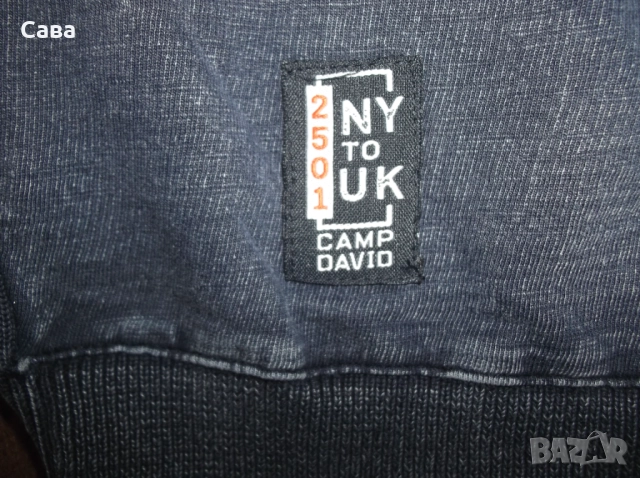 Сава
2501
NY
TO
UK
CAMP
DAVID
BAZAR